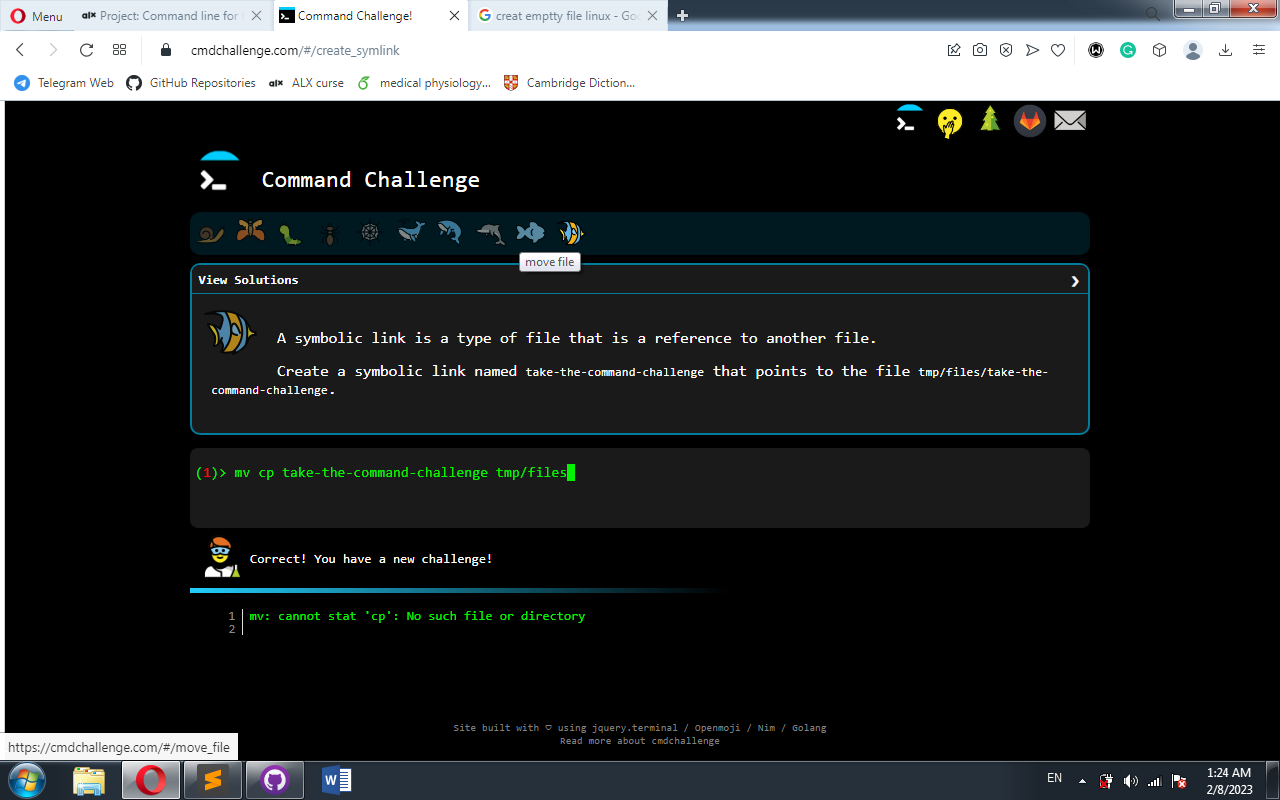 Menu
alx Project: Command line for
Command Challenge!
creat emptty file linux - Goo
cmdchallenge.com/#/create_symlink
Telegram Web
GitHub Repositories
alx ALX curse
medical physiology...
Cambridge Diction...
Command Challenge
move file
View Solutions
A symbolic link is a type of file that is a reference to another file.
Create a symbolic link named take-the-command-challenge that points to the file tmp/files/take-the-
command-challenge.
(1)> mv cp take-the-command-challenge tmp/files
Correct! You have a new challenge!
1 mv: cannot stat 'cp': No such file or directory
2
Site built with ♡ using jquery.terminal / Openmoji / Nim / Golang
Read more about cmdchallenge
https://cmdchallenge.com/#/move_file
EN
1:24 AM
2/8/2023